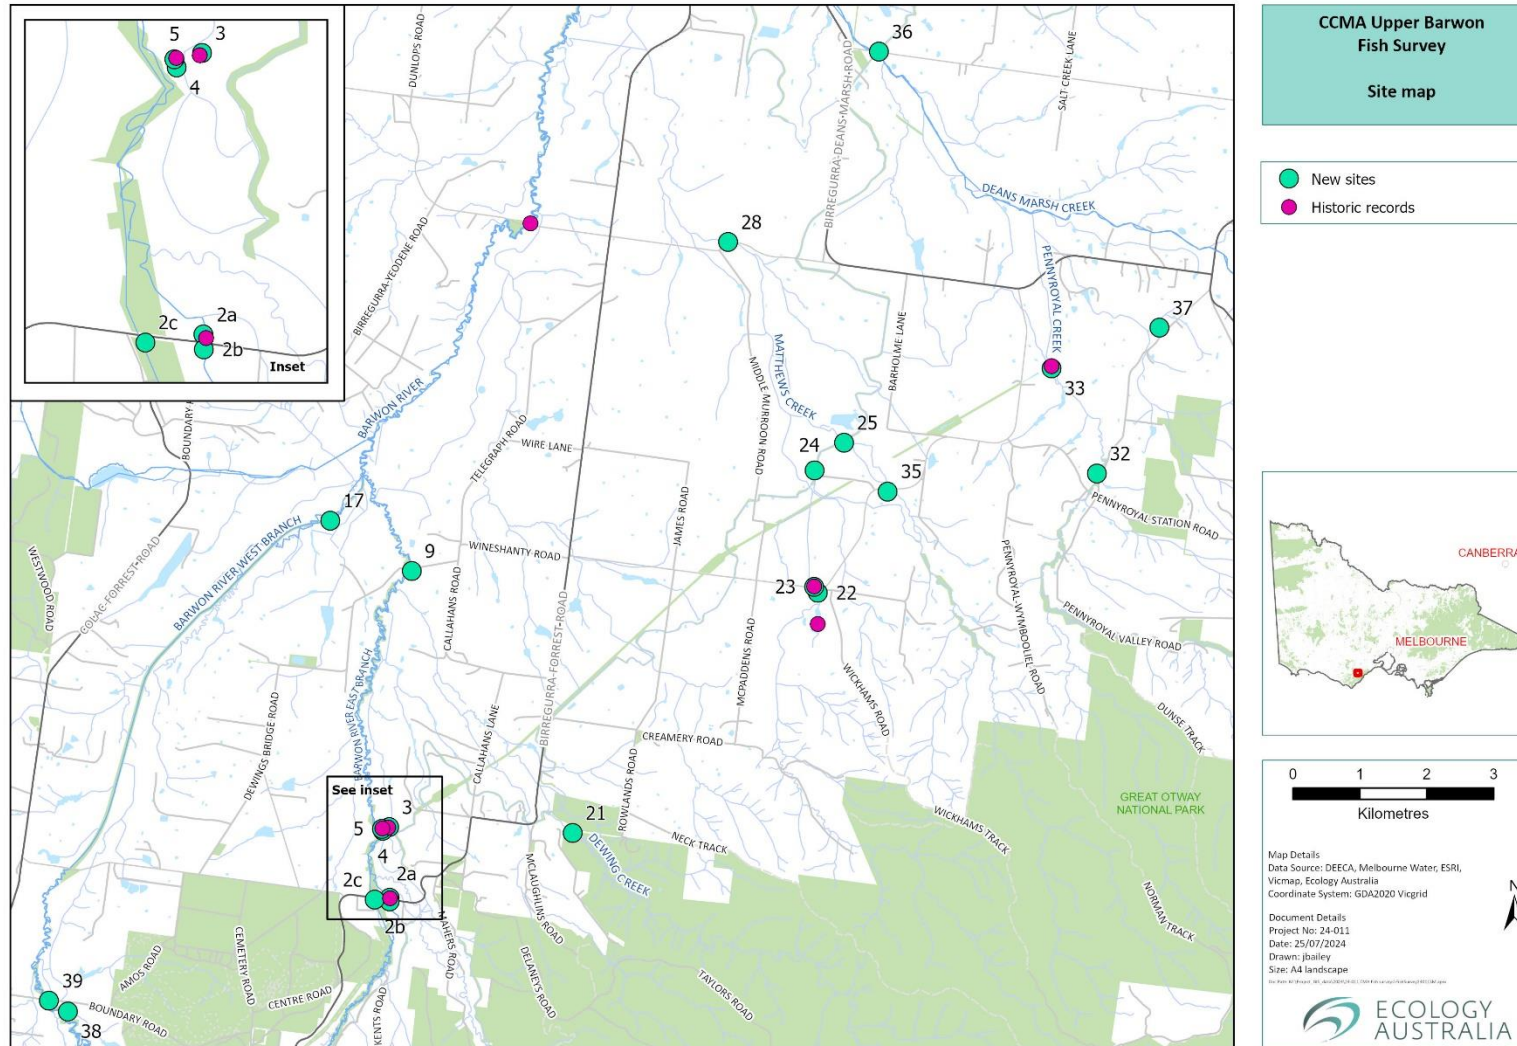 CCMA Upper Barwon
Fish Survey
Site map
New sites
Historic records
5
3
4
2c
2a
2b
Inset
DUNLOPS ROAD
BIRREGURRA-DEANS-MARSH-ROAD
36
SALT CREEK LANE
DEANS MARSH CREEK
28
BIRREGURRA-YEODENE ROAD
PENNYROYAL CREEK
37
MATTHEWS CREEK
BARHOLME LANE
MIDDLE MURROON ROAD
33
BARWON RIVER
BOUNDARY R
TELEGRAPH ROAD
WIRE LANE
25
24
35
32
PENNYROYAL STATION ROAD
17
BARWON RIVER WEST BRANCH
COLAC-FORREST-ROAD
WESTWOOD ROAD
9
WINESHANTY ROAD
JAMES ROAD
CALLAHANS ROAD
23
22
PENNYROYAL-WYMBOOLIEL ROAD
PENNYROYAL VALLEY ROAD
BIRREGURRA-FORREST-ROAD
MCPADDENS ROAD
WICKHAMS ROAD
BARWON RIVER EAST BRANCH
DEWINGS BRIDGE ROAD
CALLAHANS LANE
CREAMERY ROAD
DUNSE TRACK
See inset
3
5
4
2c
2a
2b
21
ROWLANDS ROAD
NECK TRACK
DEWING CREEK
WICKHAMS TRACK
GREAT OTWAY
NATIONAL PARK
MCLAUGHLINS ROAD
MAHERS ROAD
DELANEYS ROAD
TAYLORS ROAD
NORMAN TRACK
CEMETERY ROAD
AMOS ROAD
CENTRE ROAD
KENTS ROAD
39
38
BOUNDARY ROAD
CANBERRA
MELBOURNE
0 1 2 3
Kilometres
Map Details
Data Source: DEECA, Melbourne Water, ESRI,
Vicmap, Ecology Australia
Coordinate System: GDA2020 Vicgrid
Document Details
Project No: 24-011
Date: 25/07/2024
Drawn: jbailey
Size: A4 landscape
N
ECOLOGY
AUSTRALIA